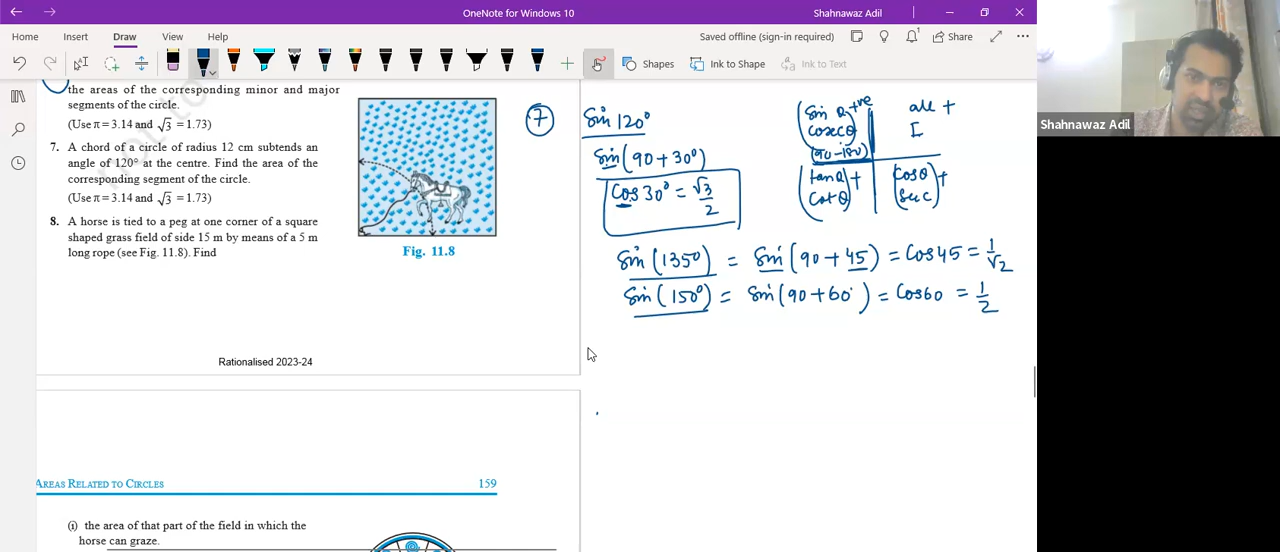 OneNote for Windows 10
Shahnawaz Adil
Home Insert Draw View Help
Saved offline (sign-in required)
Share
Shapes
Ink to Shape
Ink to Text
the areas of the corresponding minor and major
segments of the circle.
(Use π = 3.14 and √3 = 1.73)
7. A chord of a circle of radius 12 cm subtends an
angle of 120° at the centre. Find the area of the
corresponding segment of the circle.
(Use π = 3.14 and √3 = 1.73)
8. A horse is tied to a peg at one corner of a square
shaped grass field of side 15 m by means of a 5 m
long rope (see Fig. 11.8). Find
Fig. 11.8
Rationalised 2023-24
AREAS RELATED TO CIRCLES 159
(i) the area of that part of the field in which the
horse can graze.
7
Sin 120°
Sin (90 + 30°)
Cos 30° = √3/2
Sin θ +ve
Cosec θ
(90 - 180)
all +
I
tan θ +
Cot θ
Cos θ +
Sec
Sin (135°) = Sin (90 + 45) = Cos 45 = 1/√2
Sin (150°) = Sin (90 + 60°) = Cos 60 = 1/2
Shahnawaz Adil